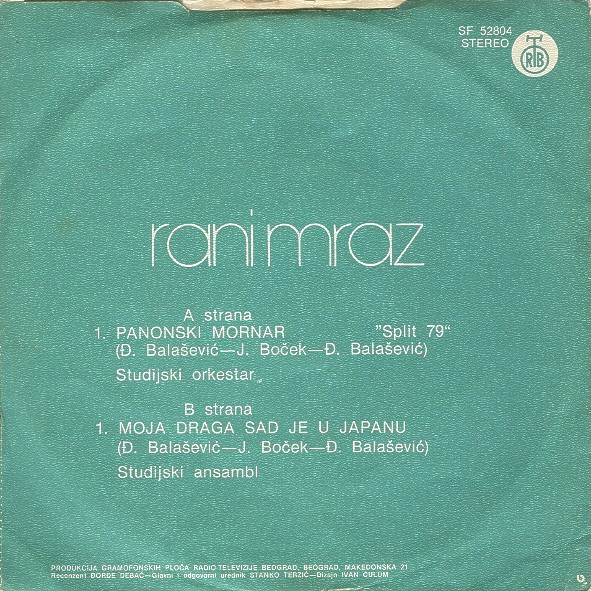 SF 52804
STEREO
RTB
rani mraz
A strana
1. PANONSKI MORNAR "Split 79"
(Đ. Balašević—J. Boček—Đ. Balašević)
Studijski orkestar
B strana
1. MOJA DRAGA SAD JE U JAPANU
(Đ. Balašević—J. Boček—Đ. Balašević)
Studijski ansambl
PRODUKCIJA GRAMOFONSKIH PLOČA RADIO TELEVIZIJE BEOGRAD, BEOGRAD, MAKEDONSKA 21
Recenzent ĐORĐE DEBAČ—Glavni i odgovorni urednik STANKO TERZIĆ—Dizajn IVAN ĆULUM